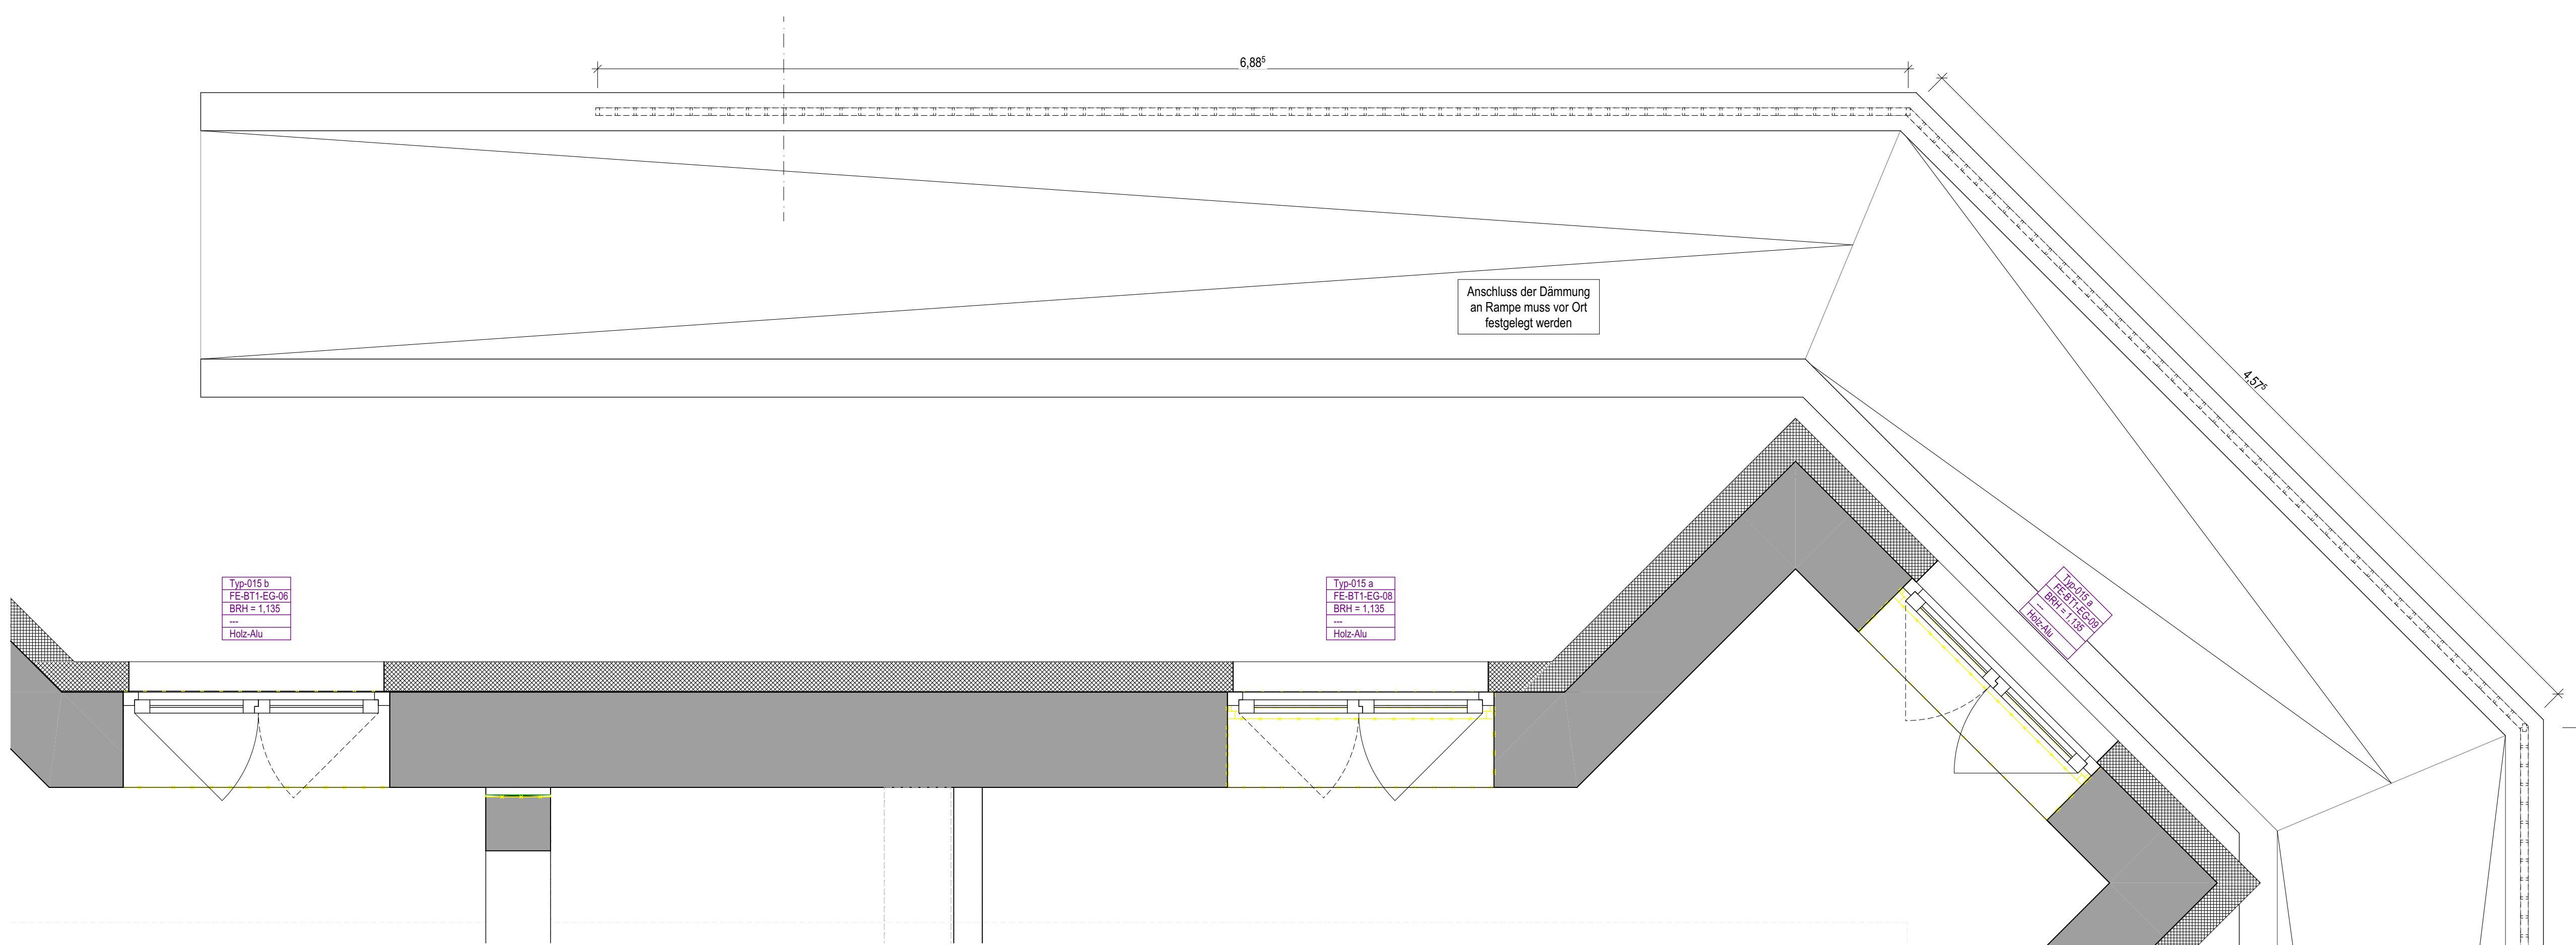 6,88⁵
4,57⁵
Anschluss der Dämmung
an Rampe muss vor Ort
festgelegt werden
Typ-015 b
FE-BT1-EG-06
BRH = 1,135
---
Holz-Alu
Typ-015 a
FE-BT1-EG-08
BRH = 1,135
---
Holz-Alu
Typ-015 a
FE-BT1-EG-09
BRH = 1,135
---
Holz-Alu